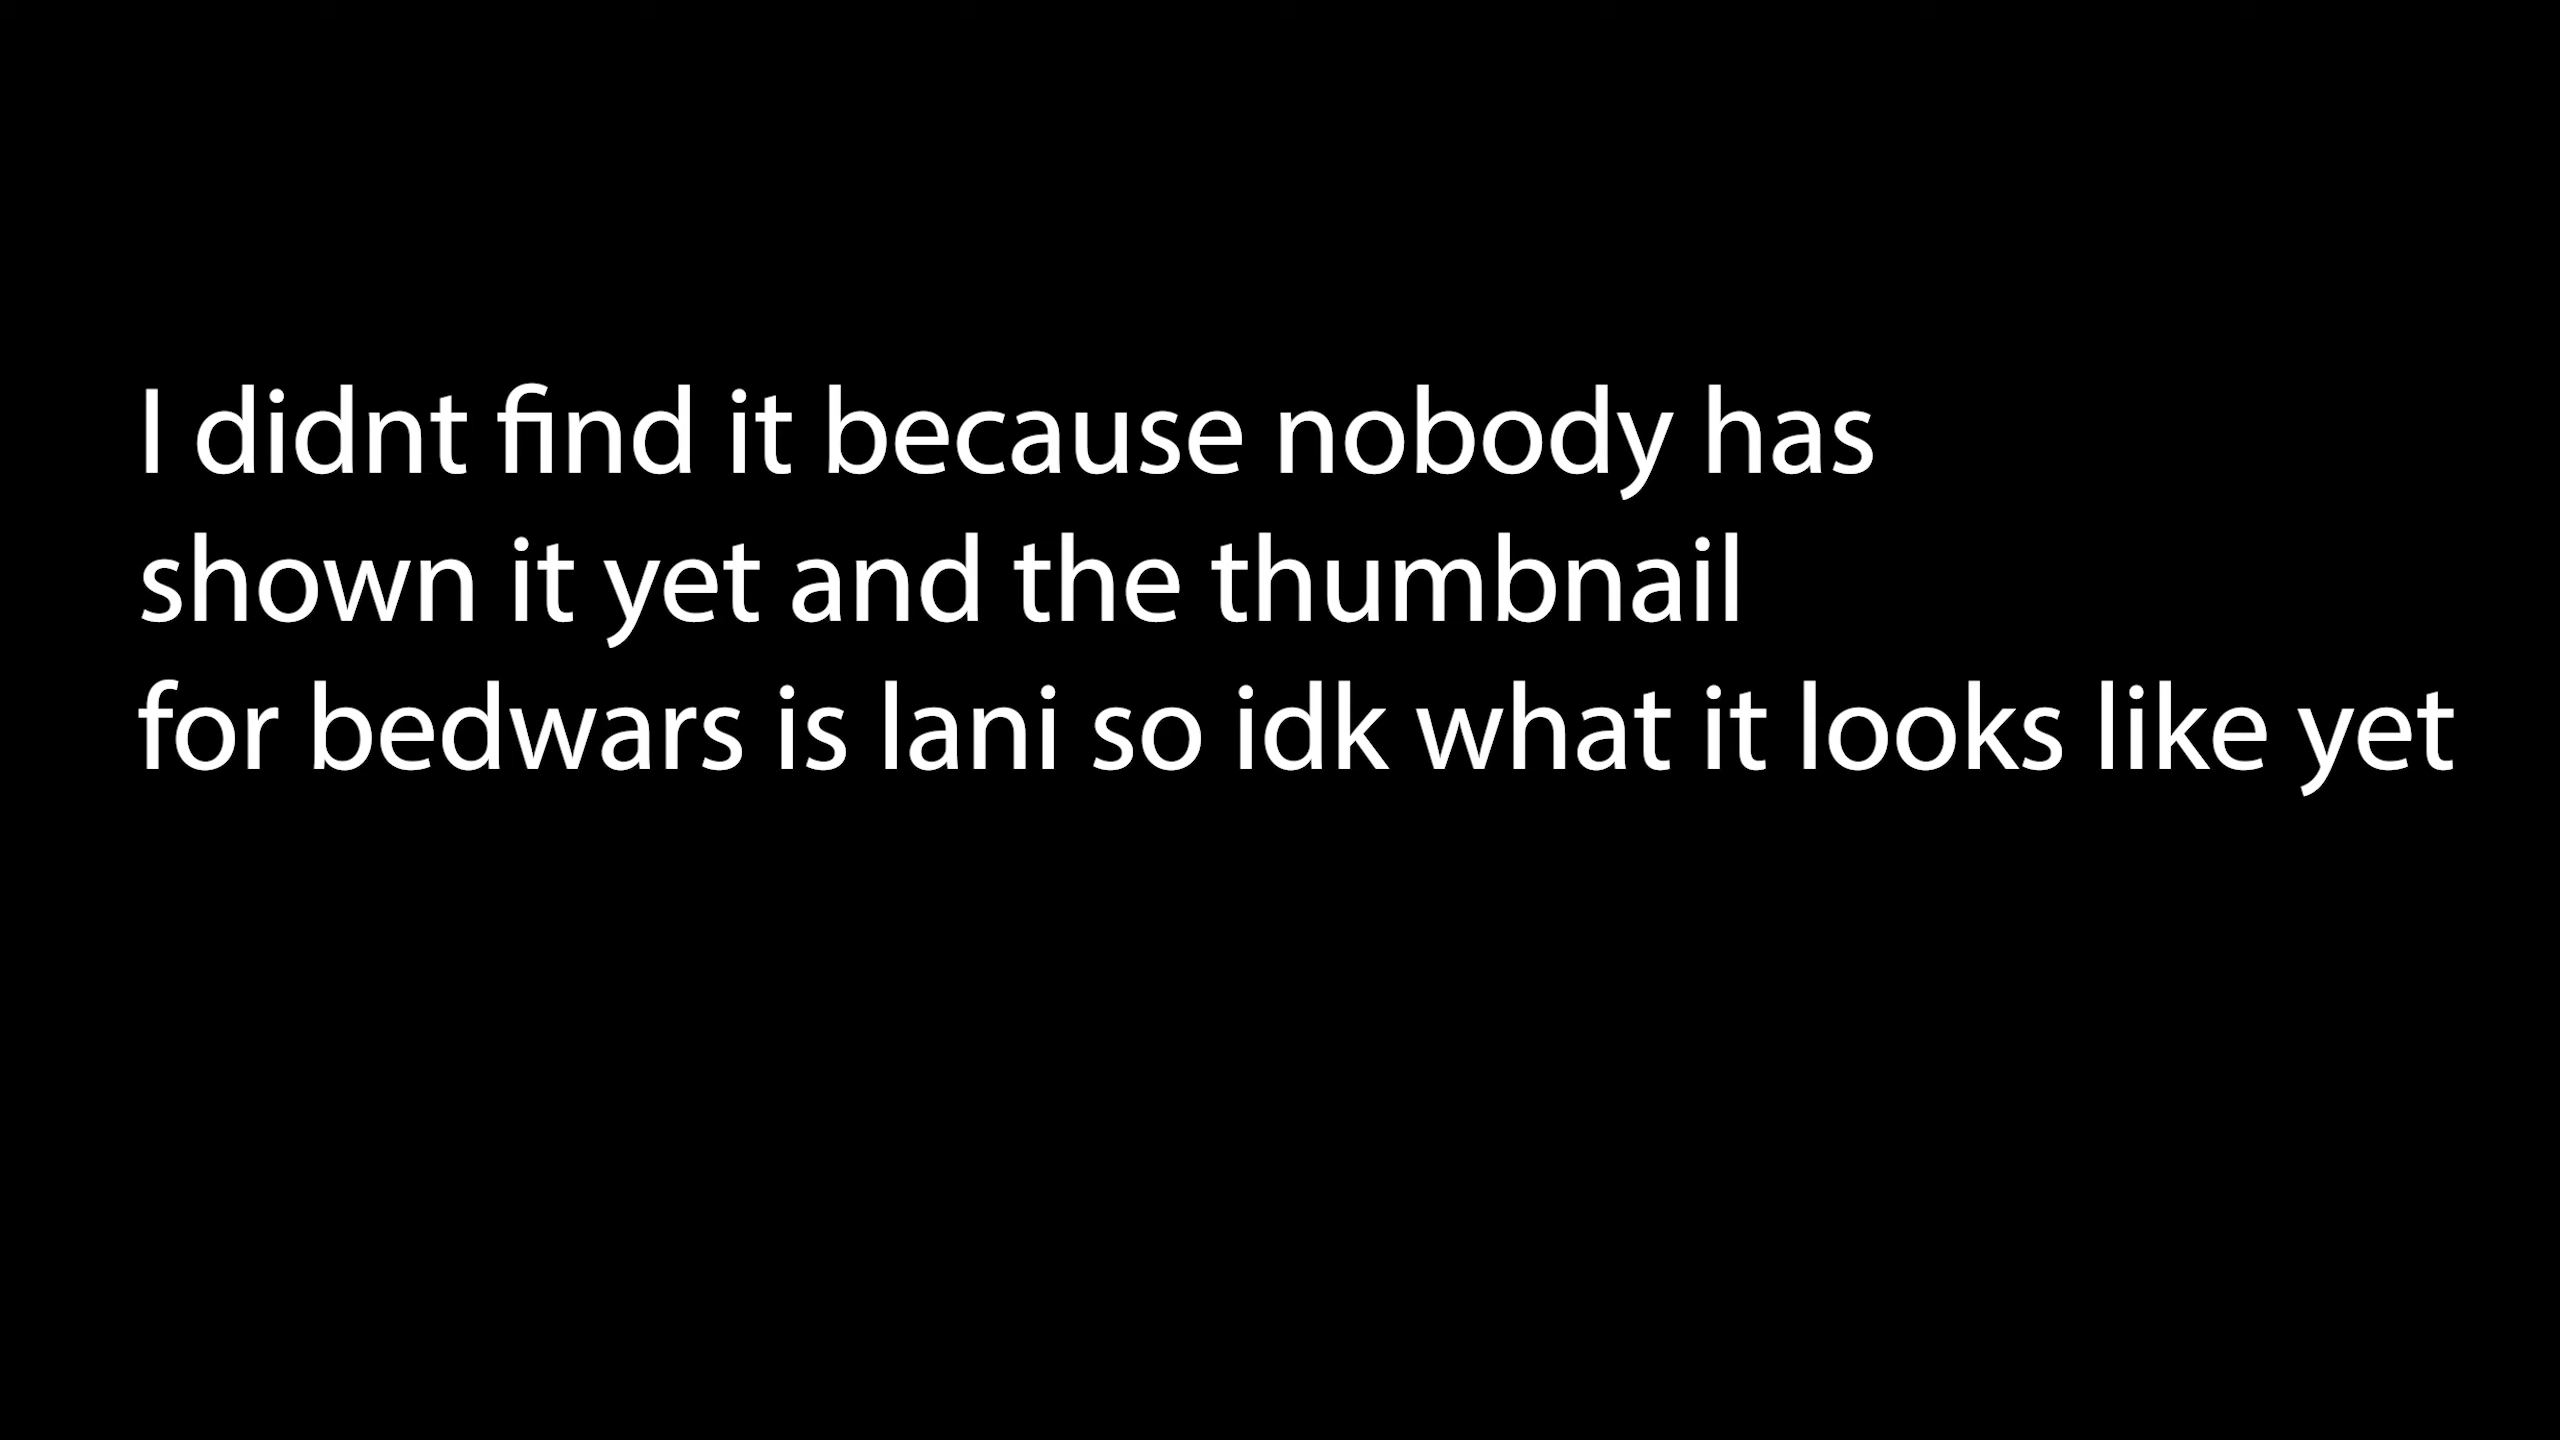 I didnt find it because nobody has
shown it yet and the thumbnail
for bedwars is lani so idk what it looks like yet